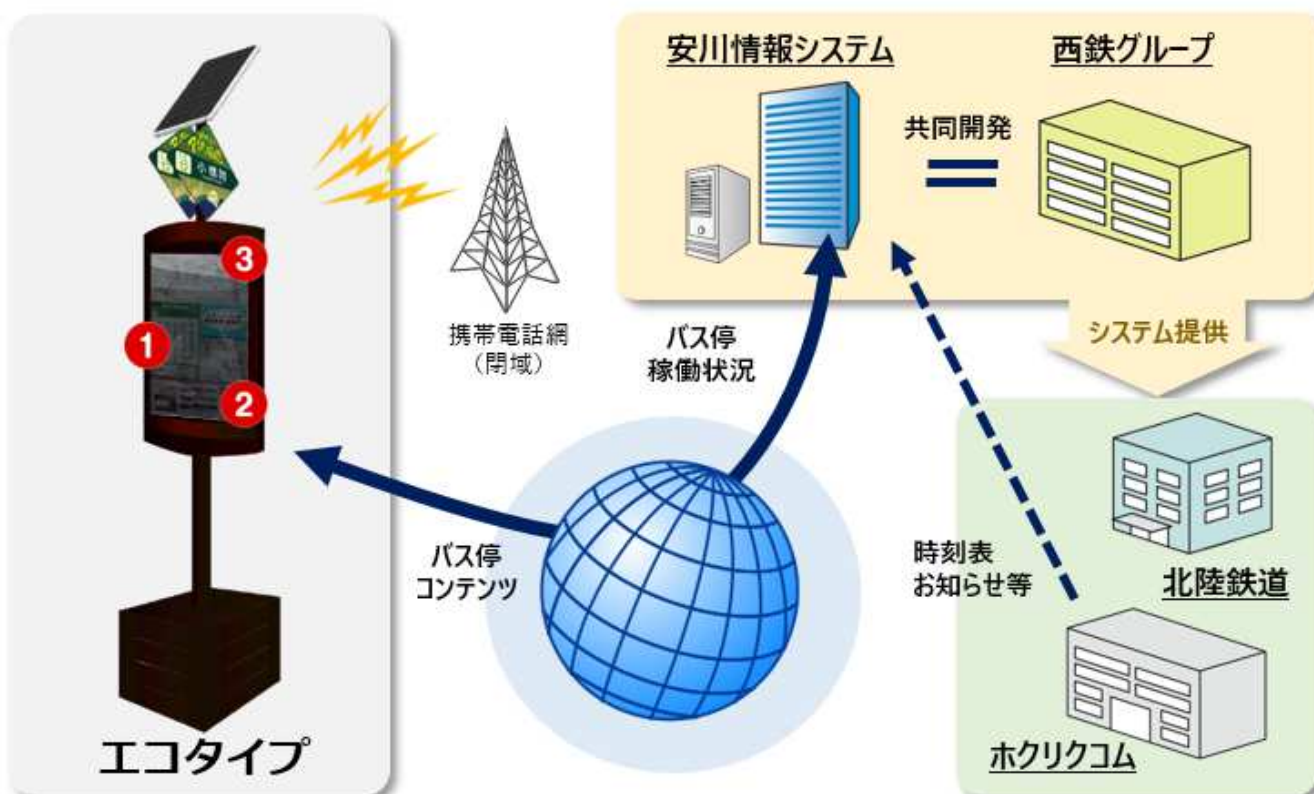 安川情報システム
西鉄グループ
共同開発
小橋町
3
1
2
携帯電話網
(閉域)
バス停
稼働状況
システム提供
バス停
コンテンツ
時刻表
お知らせ等
北陸鉄道
ホクリクコム
エコタイプ